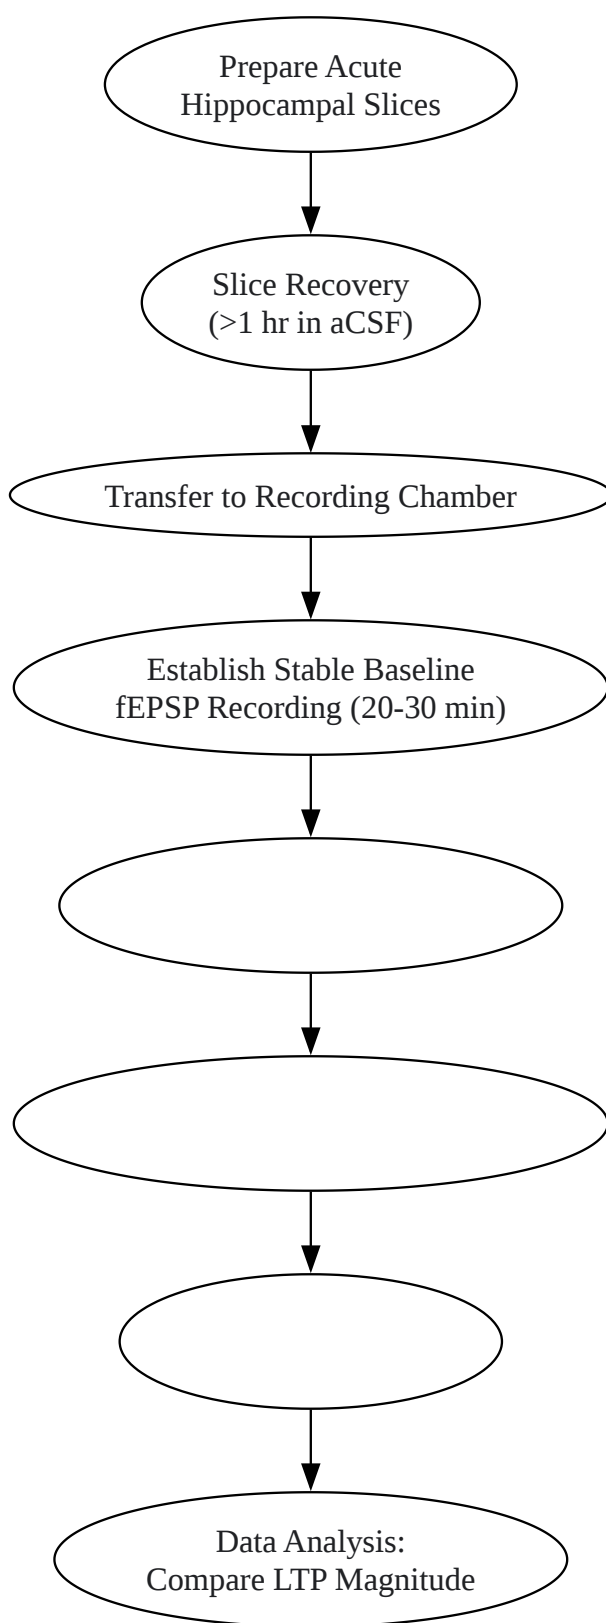 Prepare Acute
Hippocampal Slices
Slice Recovery
(>1 hr in aCSF)
Transfer to Recording Chamber
Establish Stable Baseline
fEPSP Recording (20-30 min)
Data Analysis:
Compare LTP Magnitude